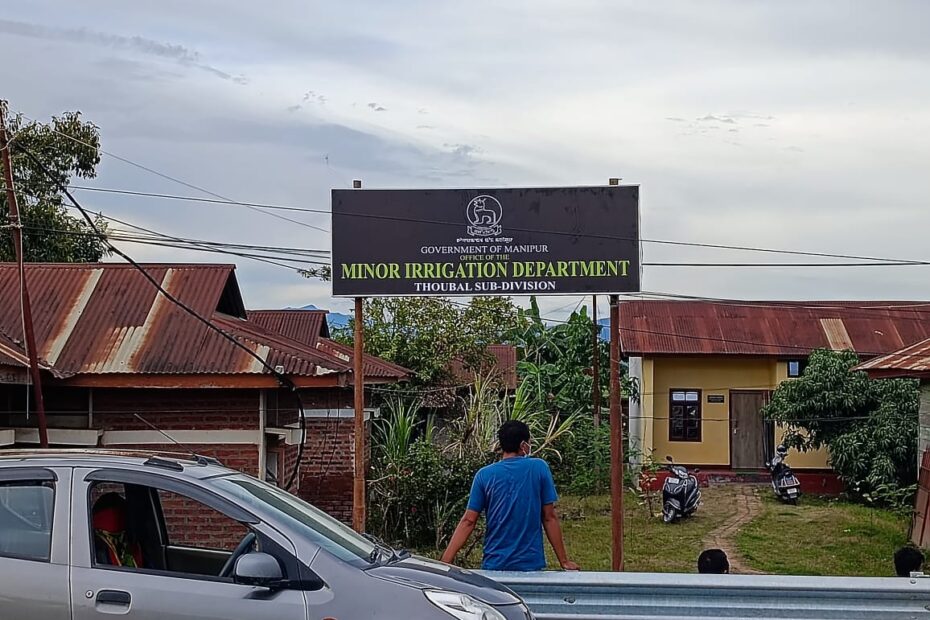 GOVERNMENT OF MANIPUR
OFFICE OF THE
MINOR IRRIGATION DEPARTMENT
THOUBAL SUB-DIVISION